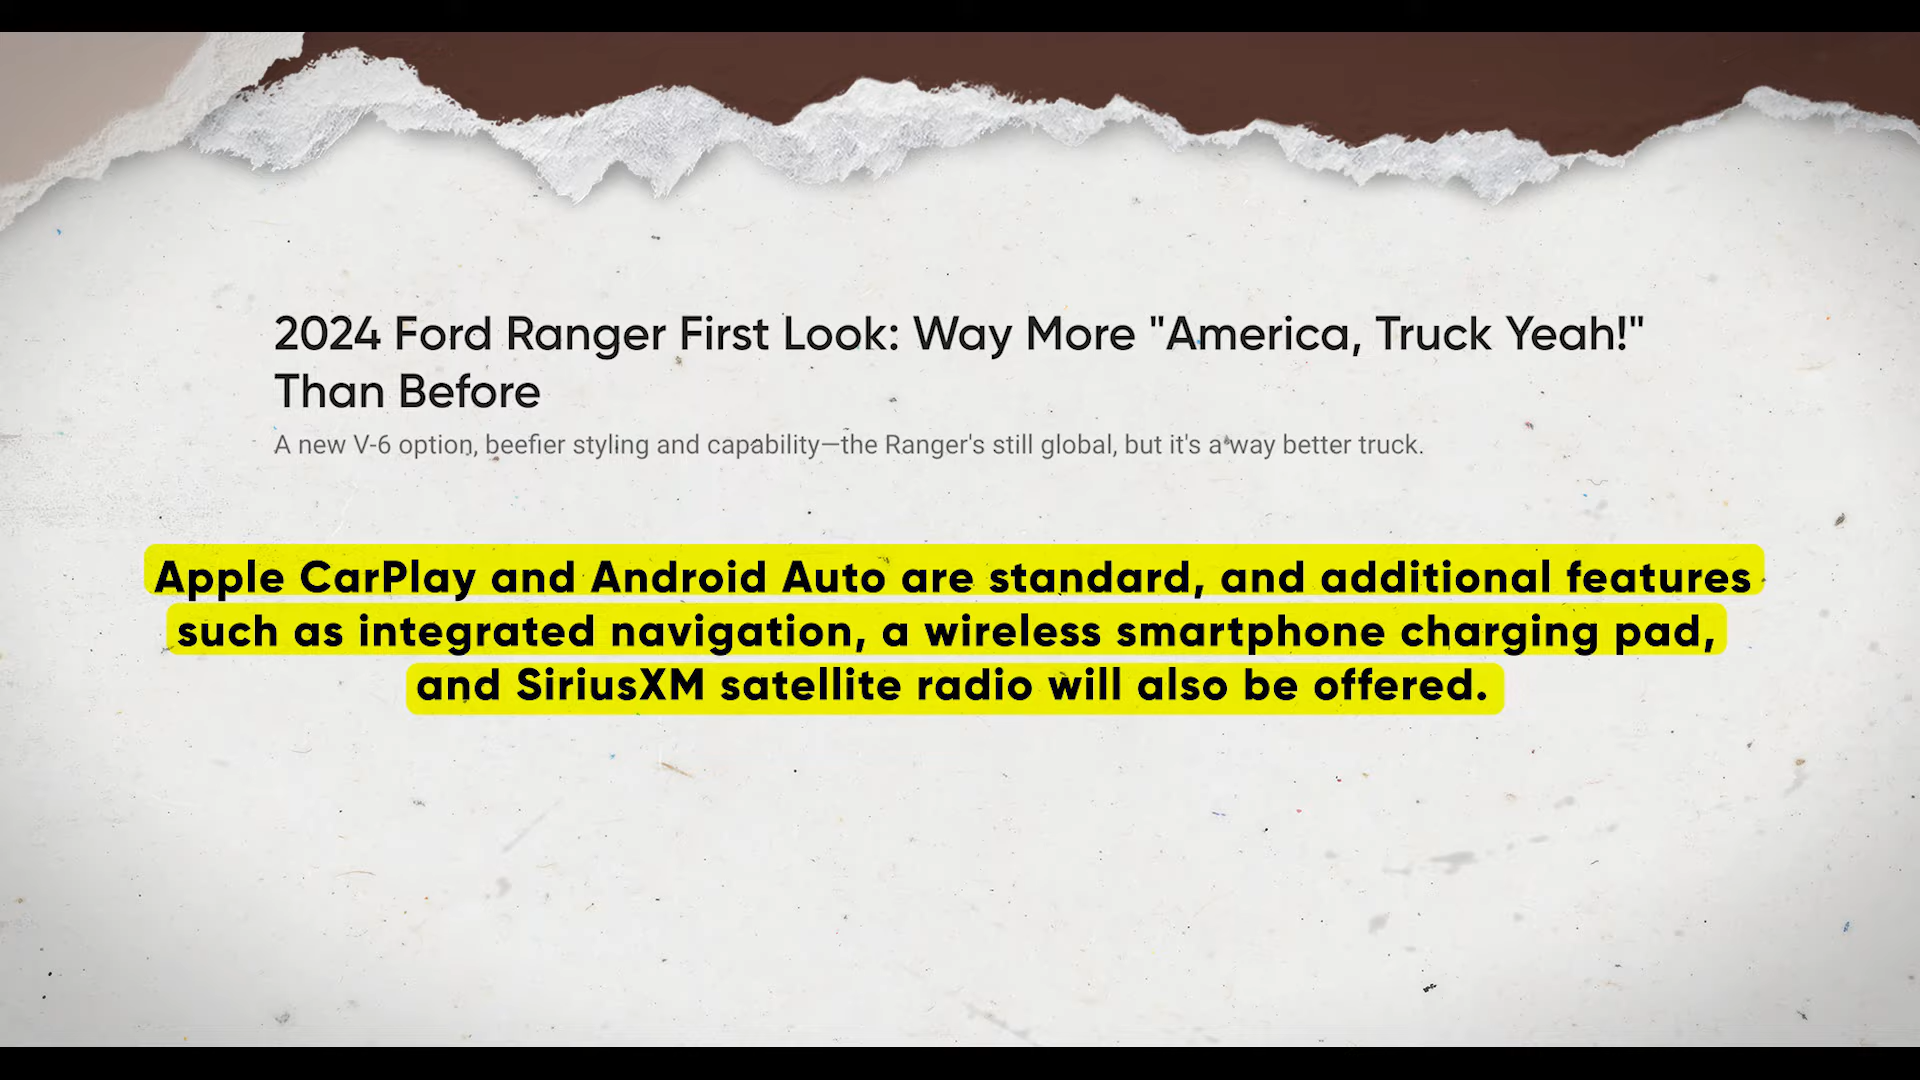 2024 Ford Ranger First Look: Way More "America, Truck Yeah!"
Than Before
A new V-6 option, beefier styling and capability—the Ranger's still global, but it's a way better truck.
Apple CarPlay and Android Auto are standard, and additional features
such as integrated navigation, a wireless smartphone charging pad,
and SiriusXM satellite radio will also be offered.